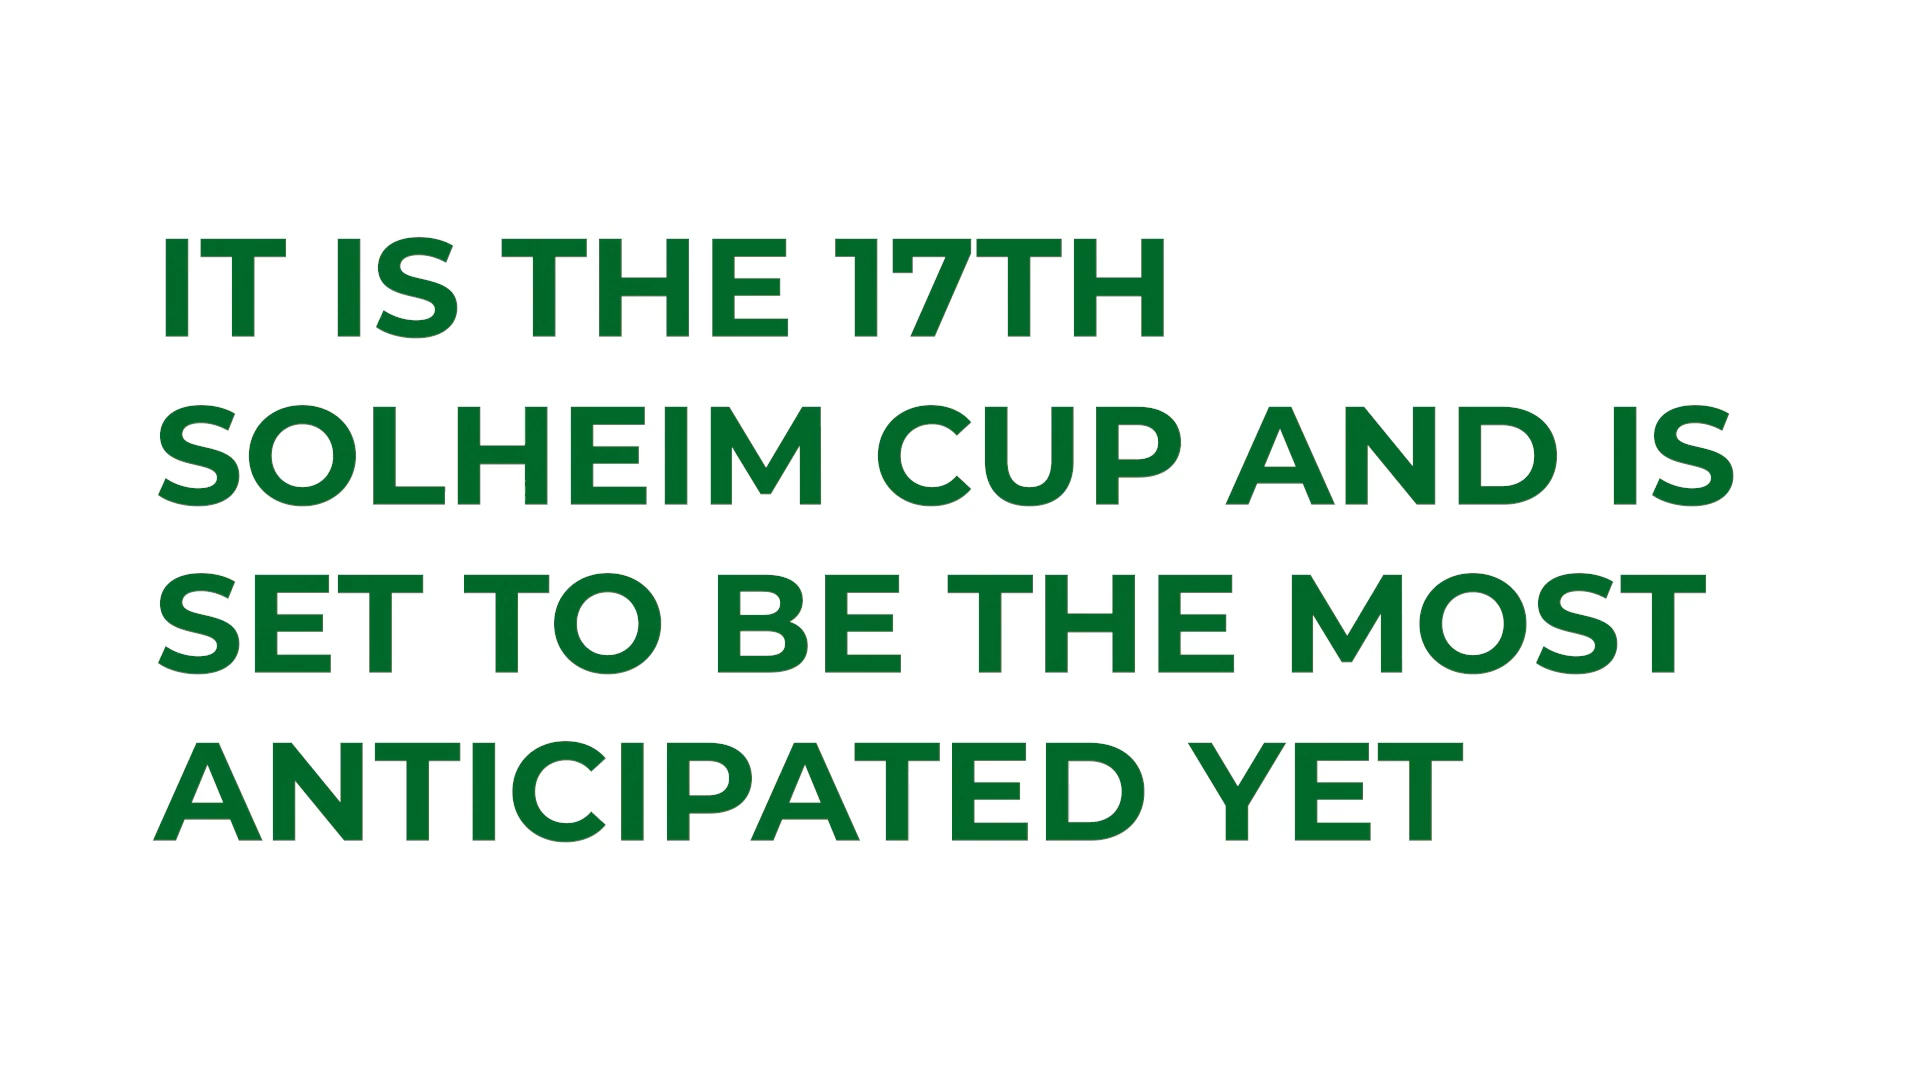 IT IS THE 17TH
SOLHEIM CUP AND IS
SET TO BE THE MOST
ANTICIPATED YET